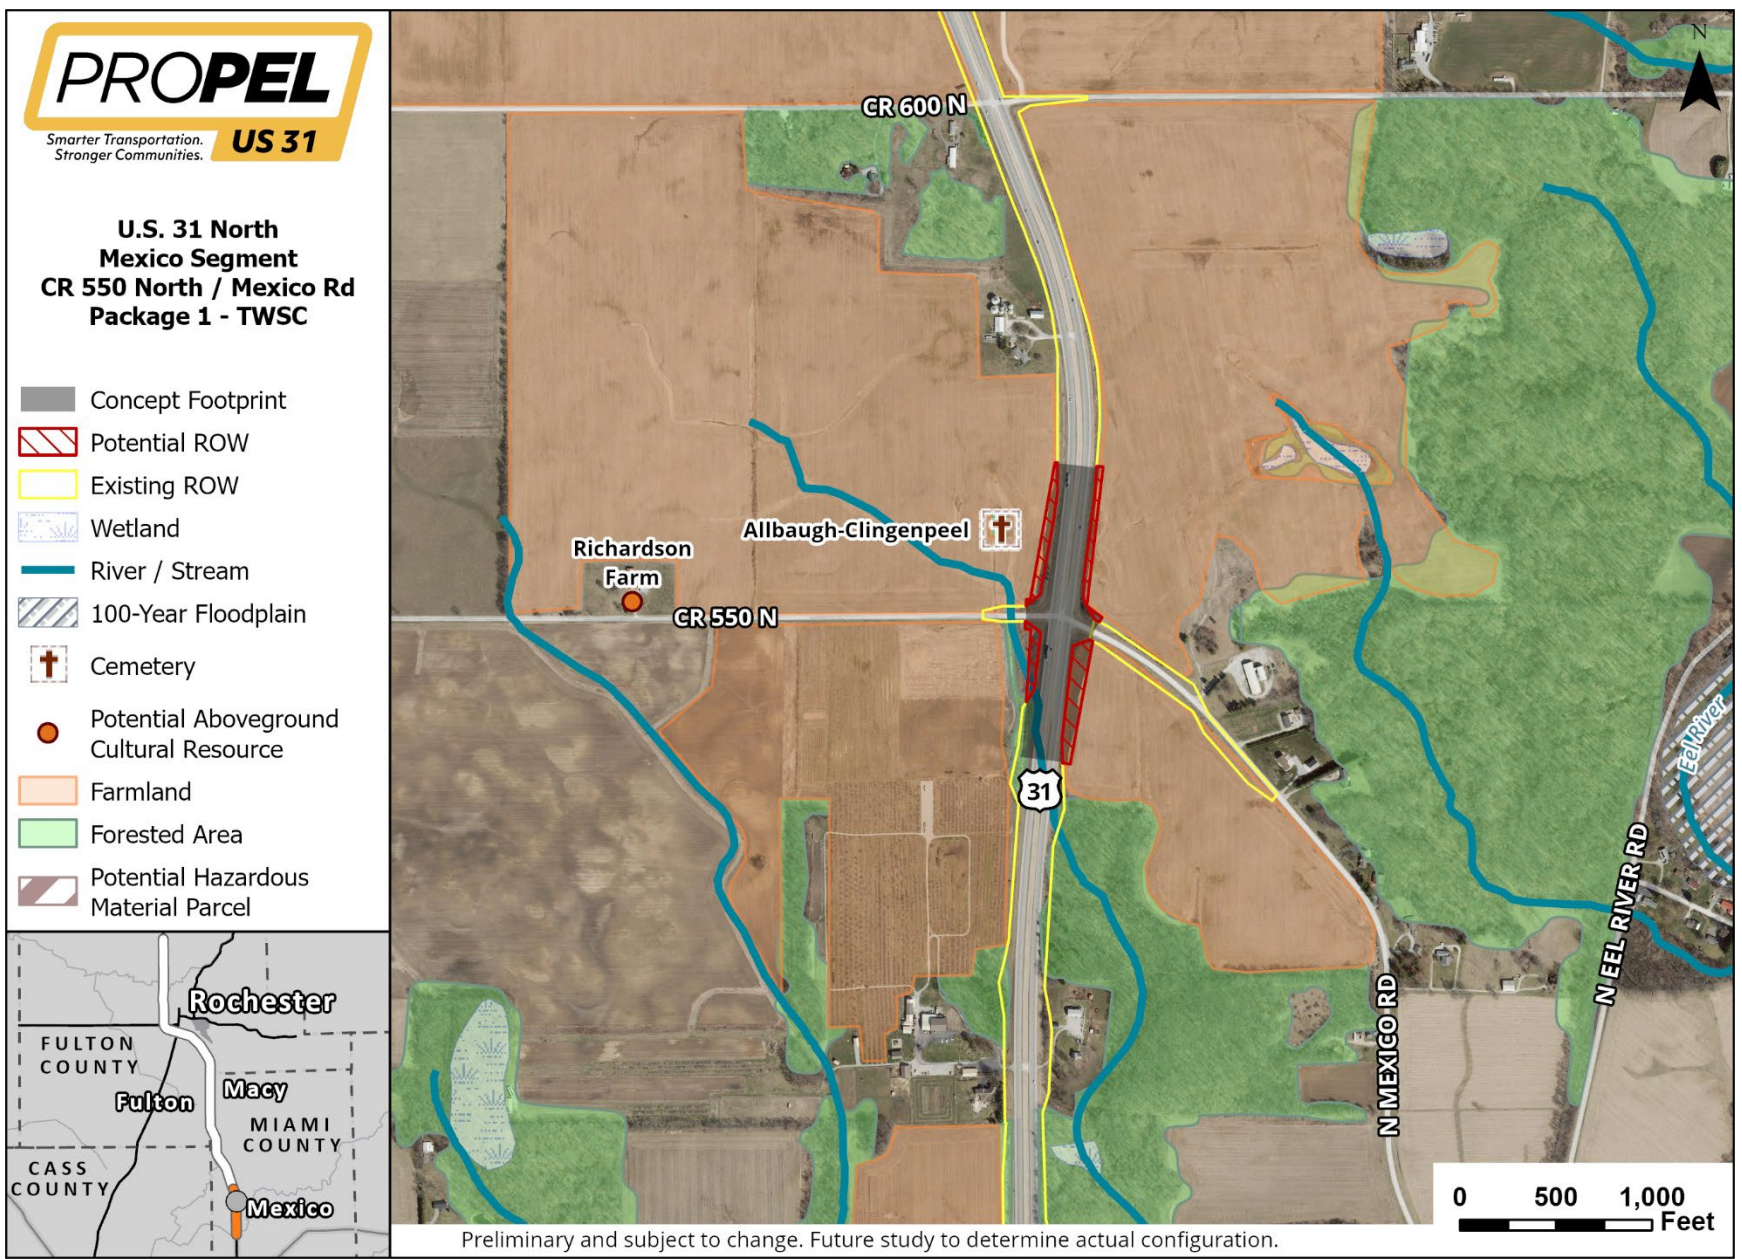 PROPEL
Smarter Transportation.
Stronger Communities.
US 31
U.S. 31 North
Mexico Segment
CR 550 North / Mexico Rd
Package 1 - TWSC
Concept Footprint
Potential ROW
Existing ROW
Wetland
River / Stream
100-Year Floodplain
Cemetery
Potential Aboveground
Cultural Resource
Farmland
Forested Area
Potential Hazardous
Material Parcel
Rochester
FULTON
COUNTY
Fulton
Macy
MIAMI
COUNTY
CASS
COUNTY
Mexico
N
CR 600 N
Allbaugh-Clingenpeel
Richardson
Farm
CR 550 N
31
Eel River
N EEL RIVER RD
N MEXICO RD
0 500 1,000
Feet
Preliminary and subject to change. Future study to determine actual configuration.